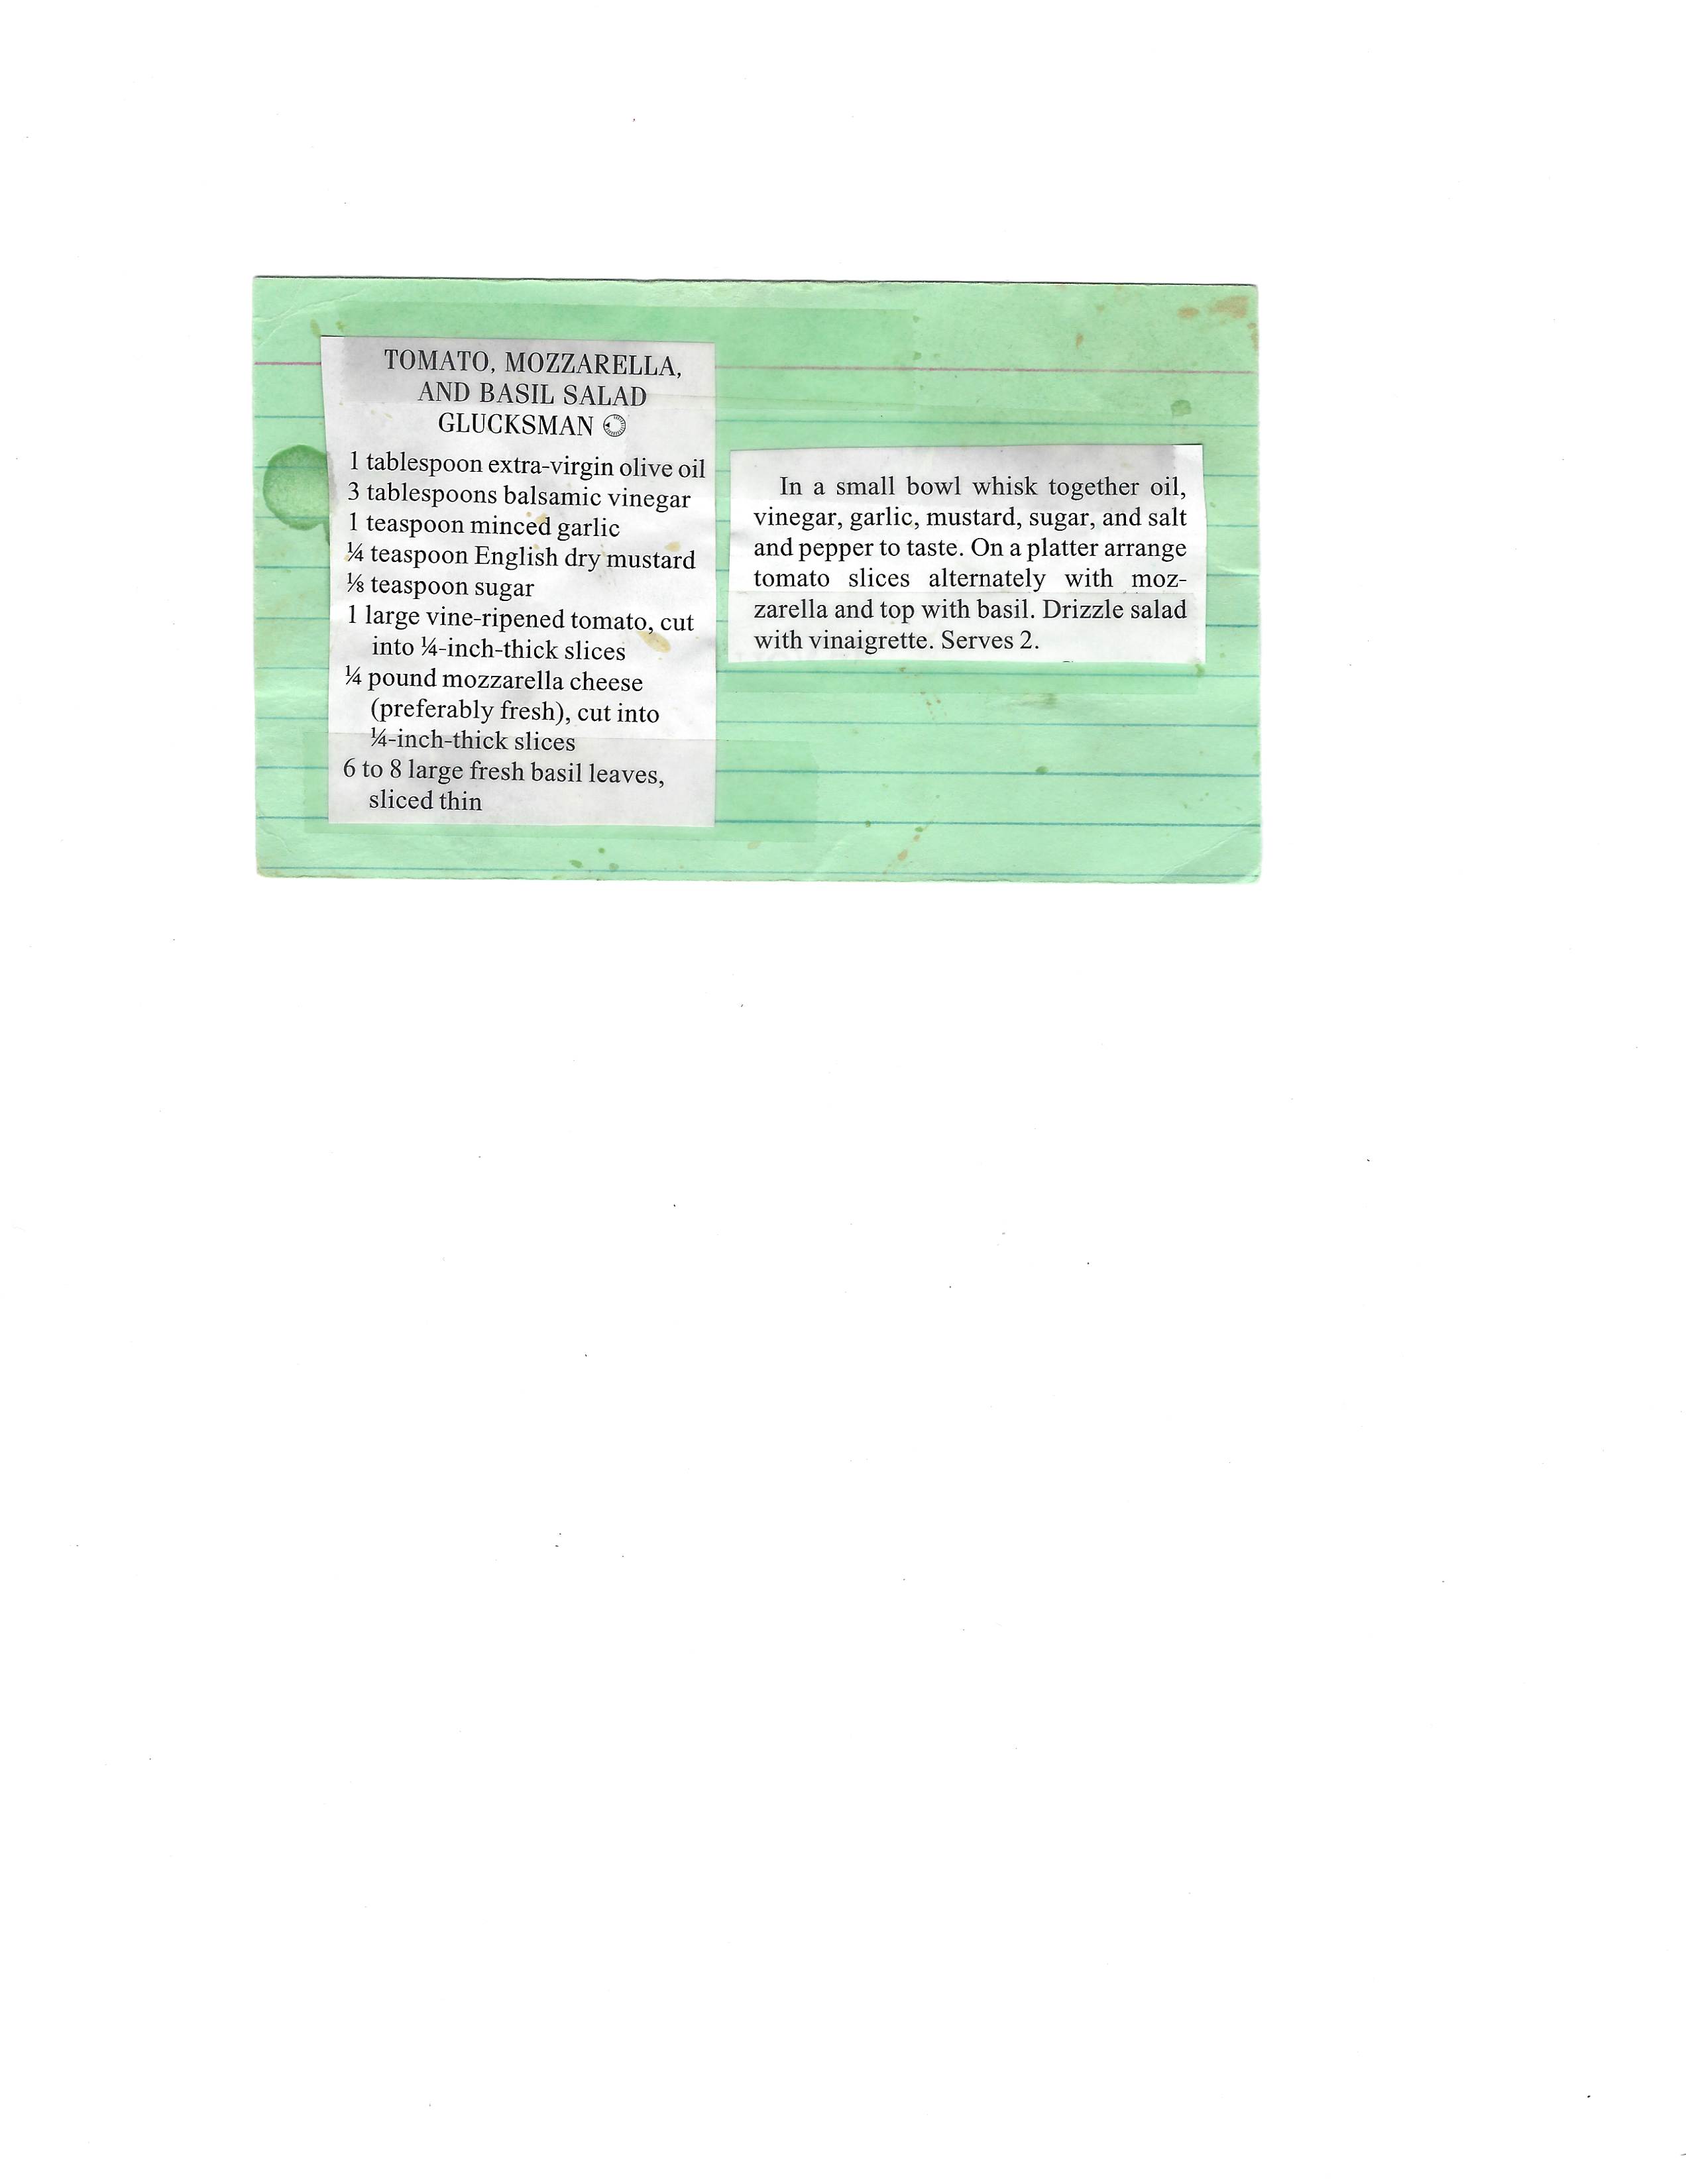 TOMATO, MOZZARELLA,
AND BASIL SALAD
GLUCKSMAN
1 tablespoon extra-virgin olive oil
3 tablespoons balsamic vinegar
1 teaspoon minced garlic
¼ teaspoon English dry mustard
⅛ teaspoon sugar
1 large vine-ripened tomato, cut
into ¼-inch-thick slices
¼ pound mozzarella cheese
(preferably fresh), cut into
¼-inch-thick slices
6 to 8 large fresh basil leaves,
sliced thin
In a small bowl whisk together oil,
vinegar, garlic, mustard, sugar, and salt
and pepper to taste. On a platter arrange
tomato slices alternately with moz-
zarella and top with basil. Drizzle salad
with vinaigrette. Serves 2.